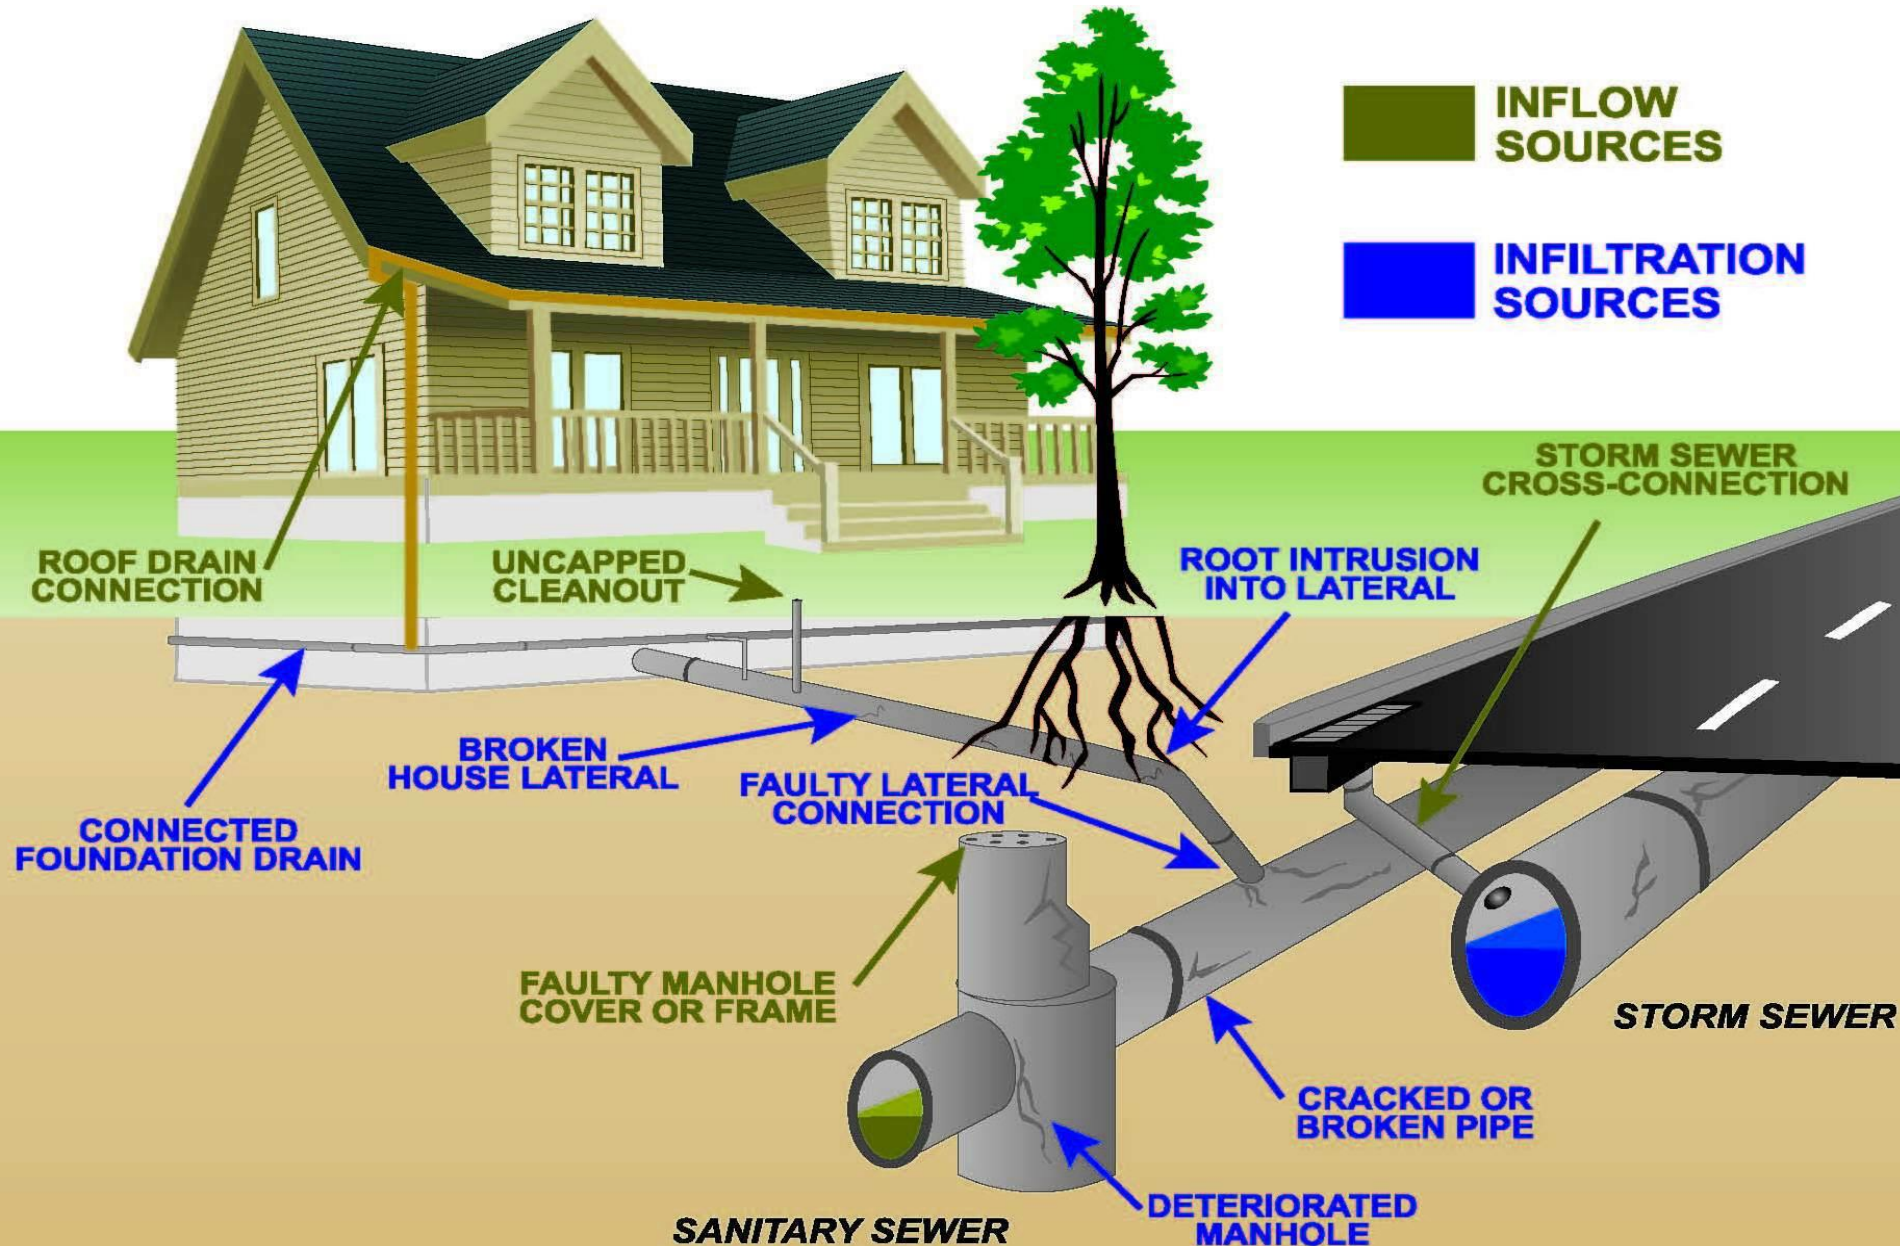 INFLOW
SOURCES
INFILTRATION
SOURCES
STORM SEWER
CROSS-CONNECTION
ROOF DRAIN
CONNECTION
UNCAPPED
CLEANOUT
ROOT INTRUSION
INTO LATERAL
BROKEN
HOUSE LATERAL
FAULTY LATERAL
CONNECTION
CONNECTED
FOUNDATION DRAIN
FAULTY MANHOLE
COVER OR FRAME
STORM SEWER
CRACKED OR
BROKEN PIPE
DETERIORATED
MANHOLE
SANITARY SEWER